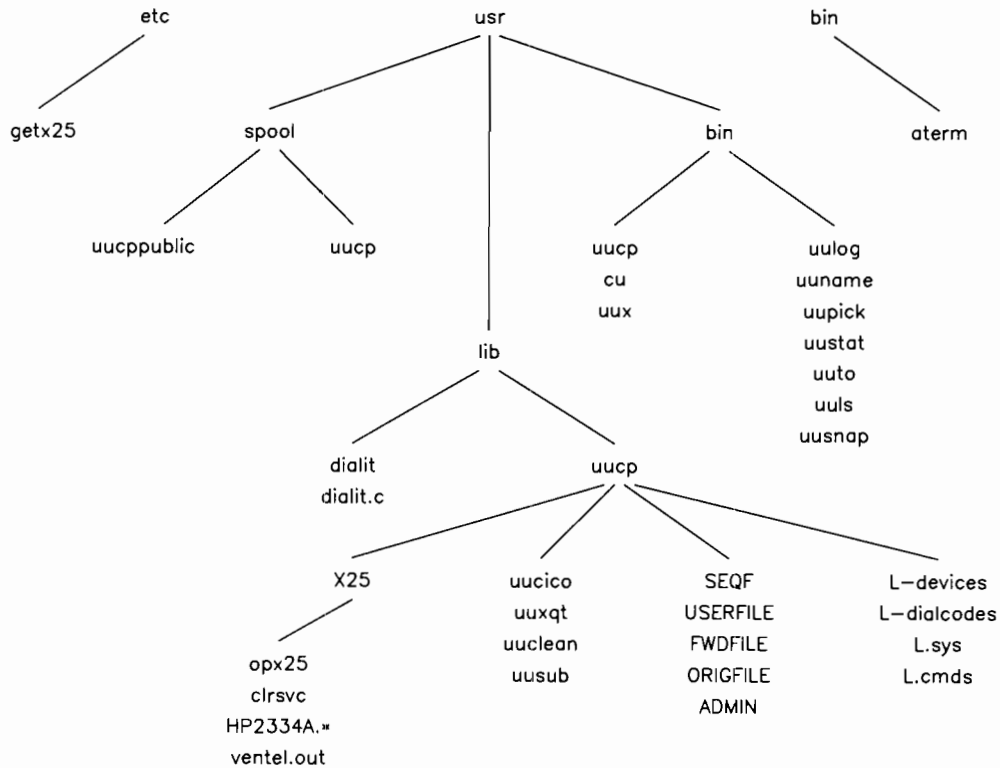 etc usr bin
getx25 spool bin aterm
uucppublic uucp uucp uulog
cu uuname
uux uupick
uustat
lib uuto
uuls
uusnap
dialit uucp
dialit.c
X25 uucico SEQF L-devices
uuxqt USERFILE L-dialcodes
uuclean FWDFILE L.sys
opx25 uusub ORIGFILE L.cmds
clrsvc ADMIN
HP2334A.*
ventel.out